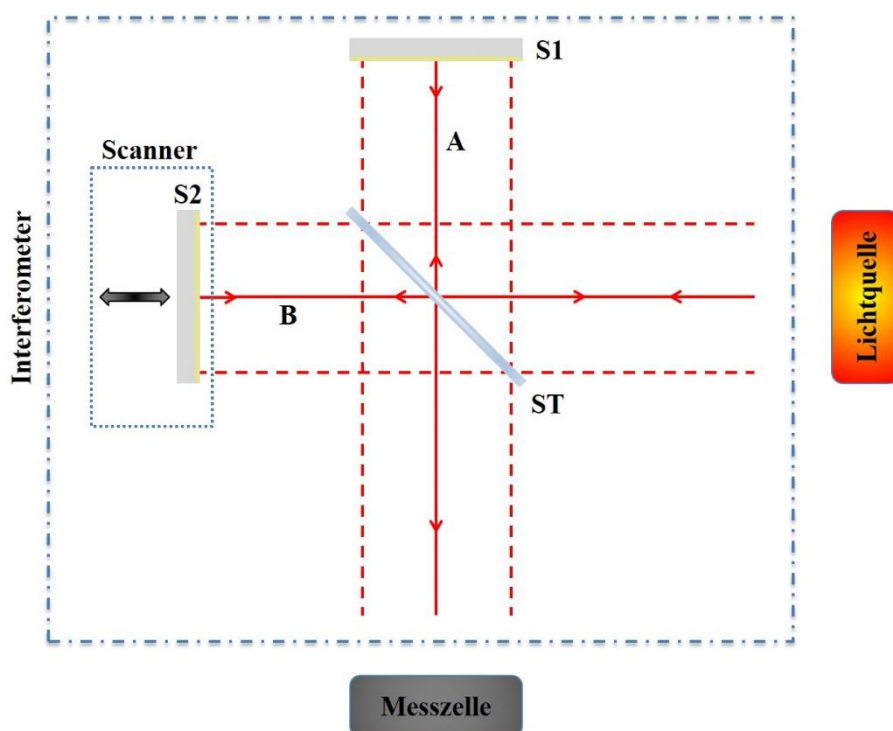 S1
A
Scanner
S2
Interferometer
B
Lichtquelle
ST
Messzelle